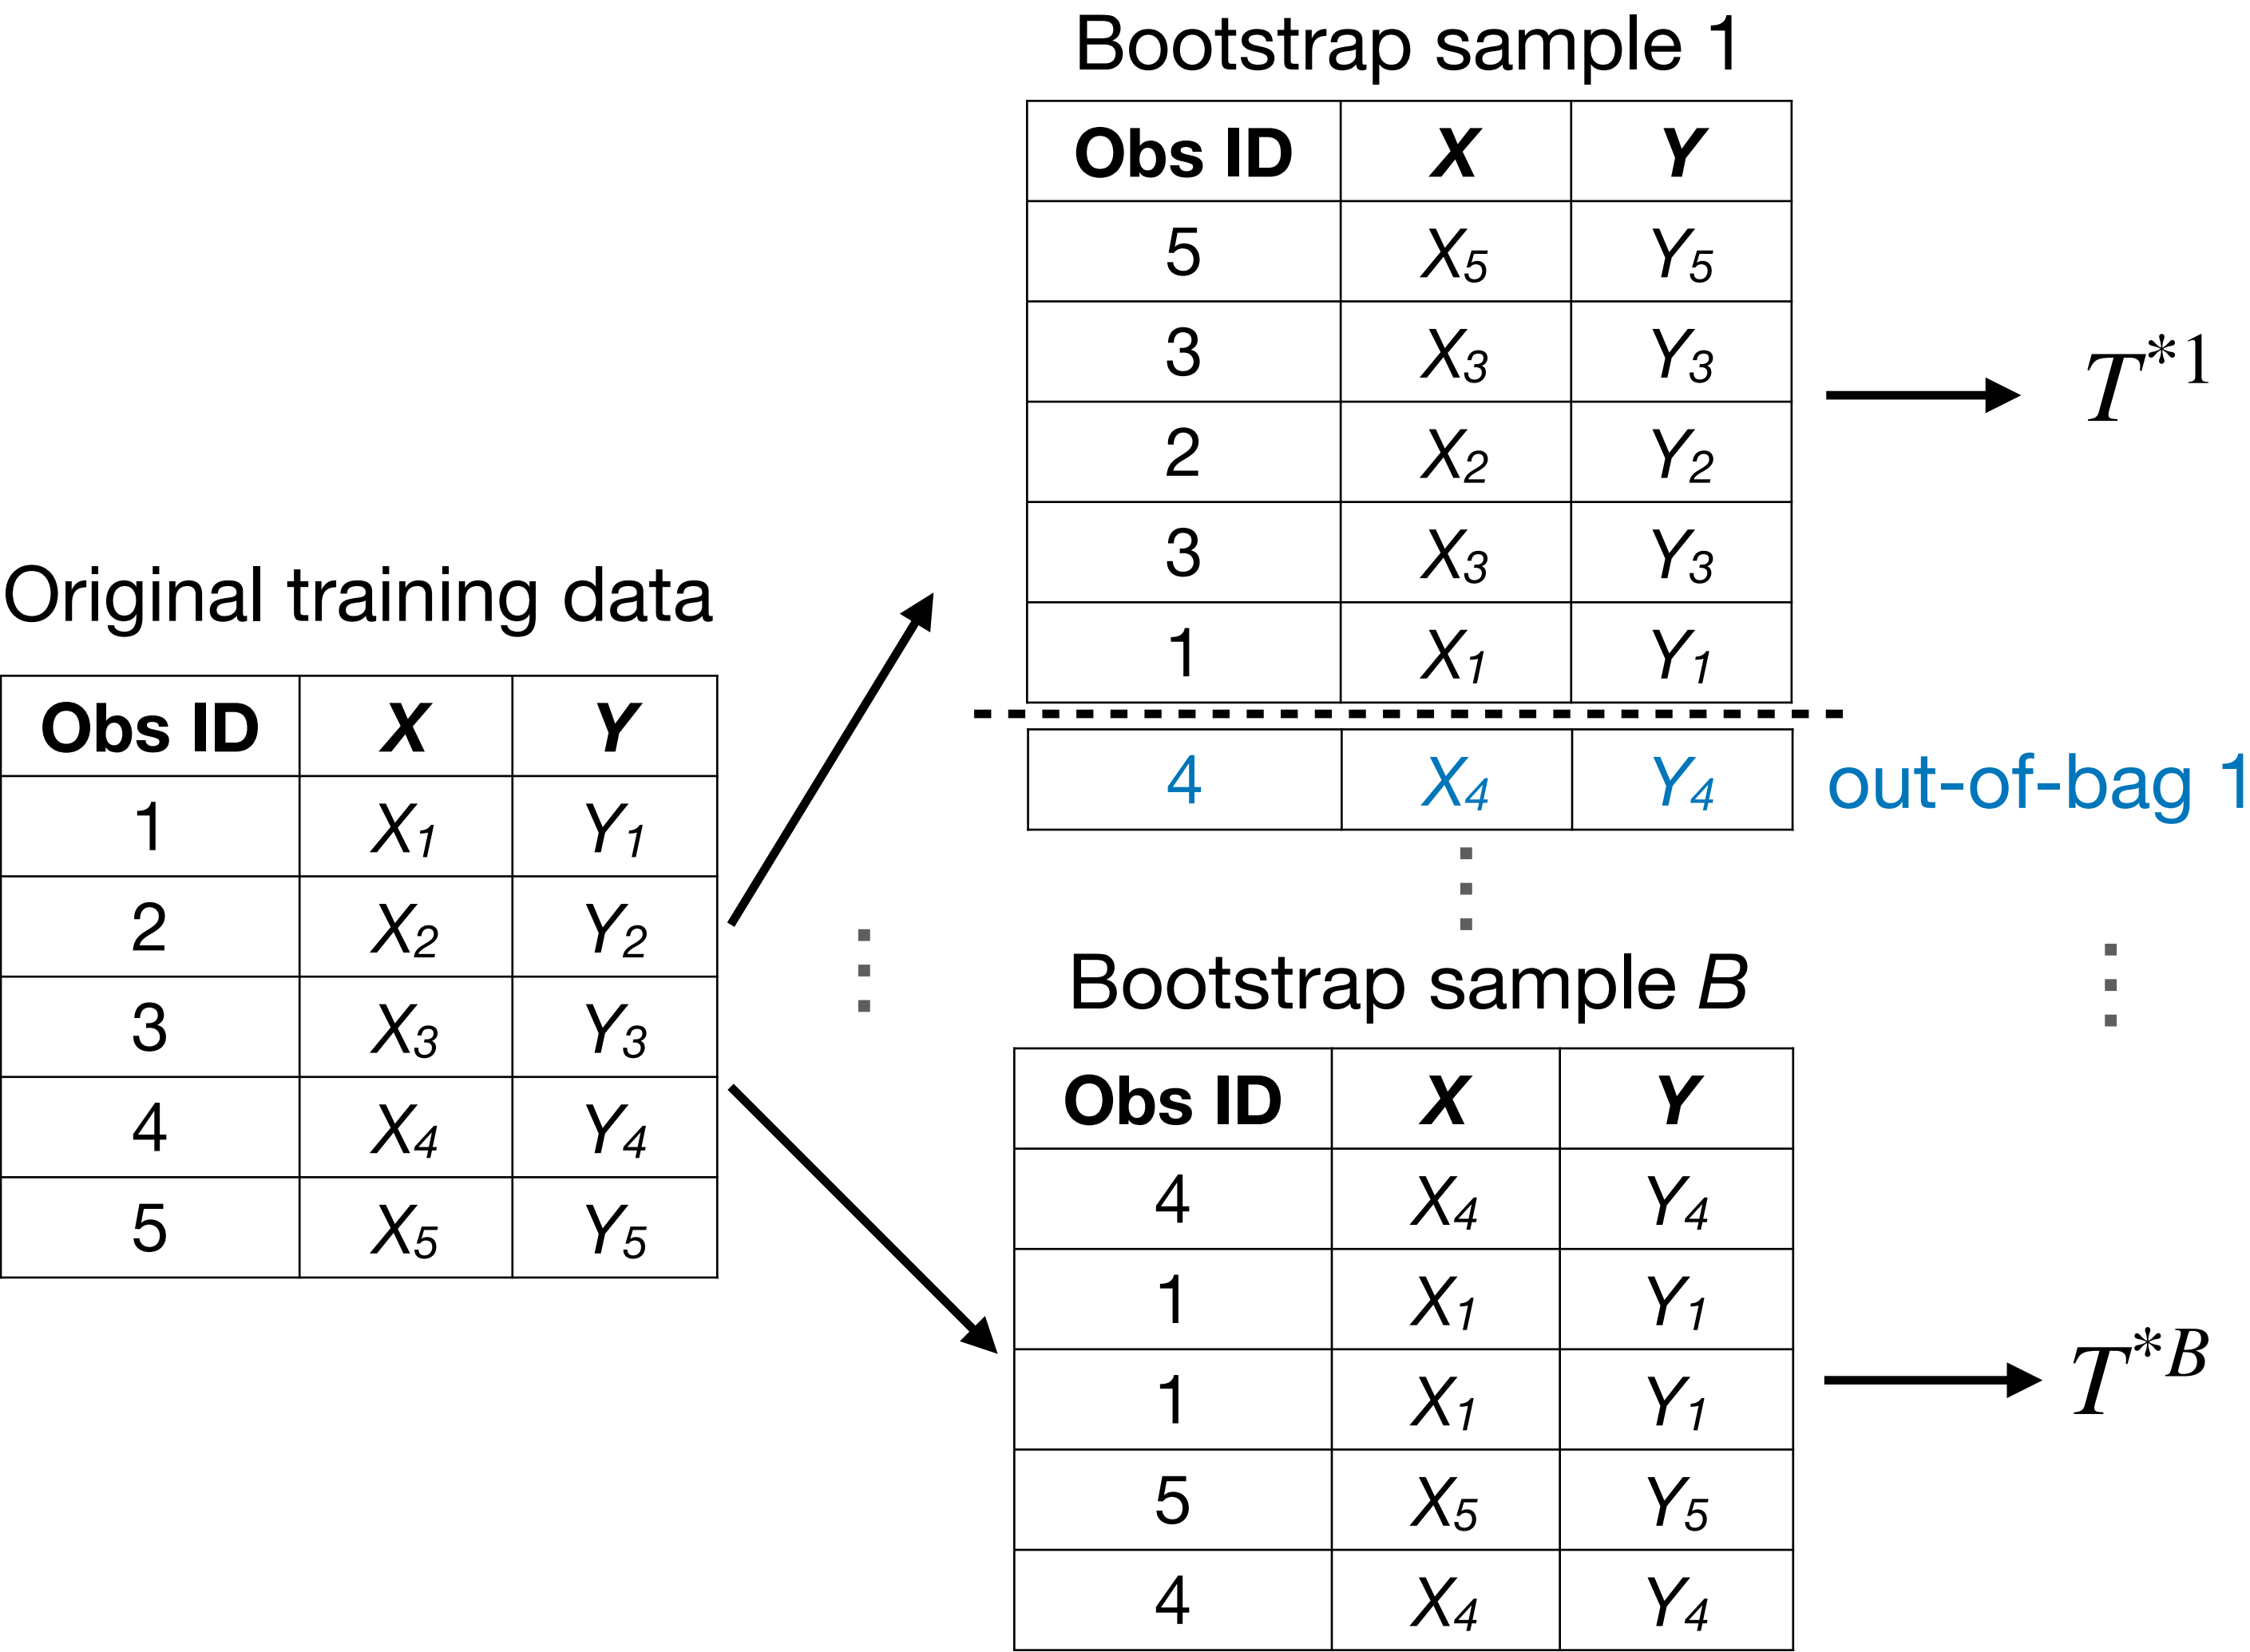 Bootstrap sample 1
Obs ID X Y
5 X5 Y5
3 X3 Y3
2 X2 Y2
3 X3 Y3
1 X1 Y1
T*1
4 X4 Y4 out-of-bag 1
Original training data
Obs ID X Y
1 X1 Y1
2 X2 Y2
3 X3 Y3
4 X4 Y4
5 X5 Y5
Bootstrap sample B
Obs ID X Y
4 X4 Y4
1 X1 Y1
1 X1 Y1
5 X5 Y5
4 X4 Y4
T*B